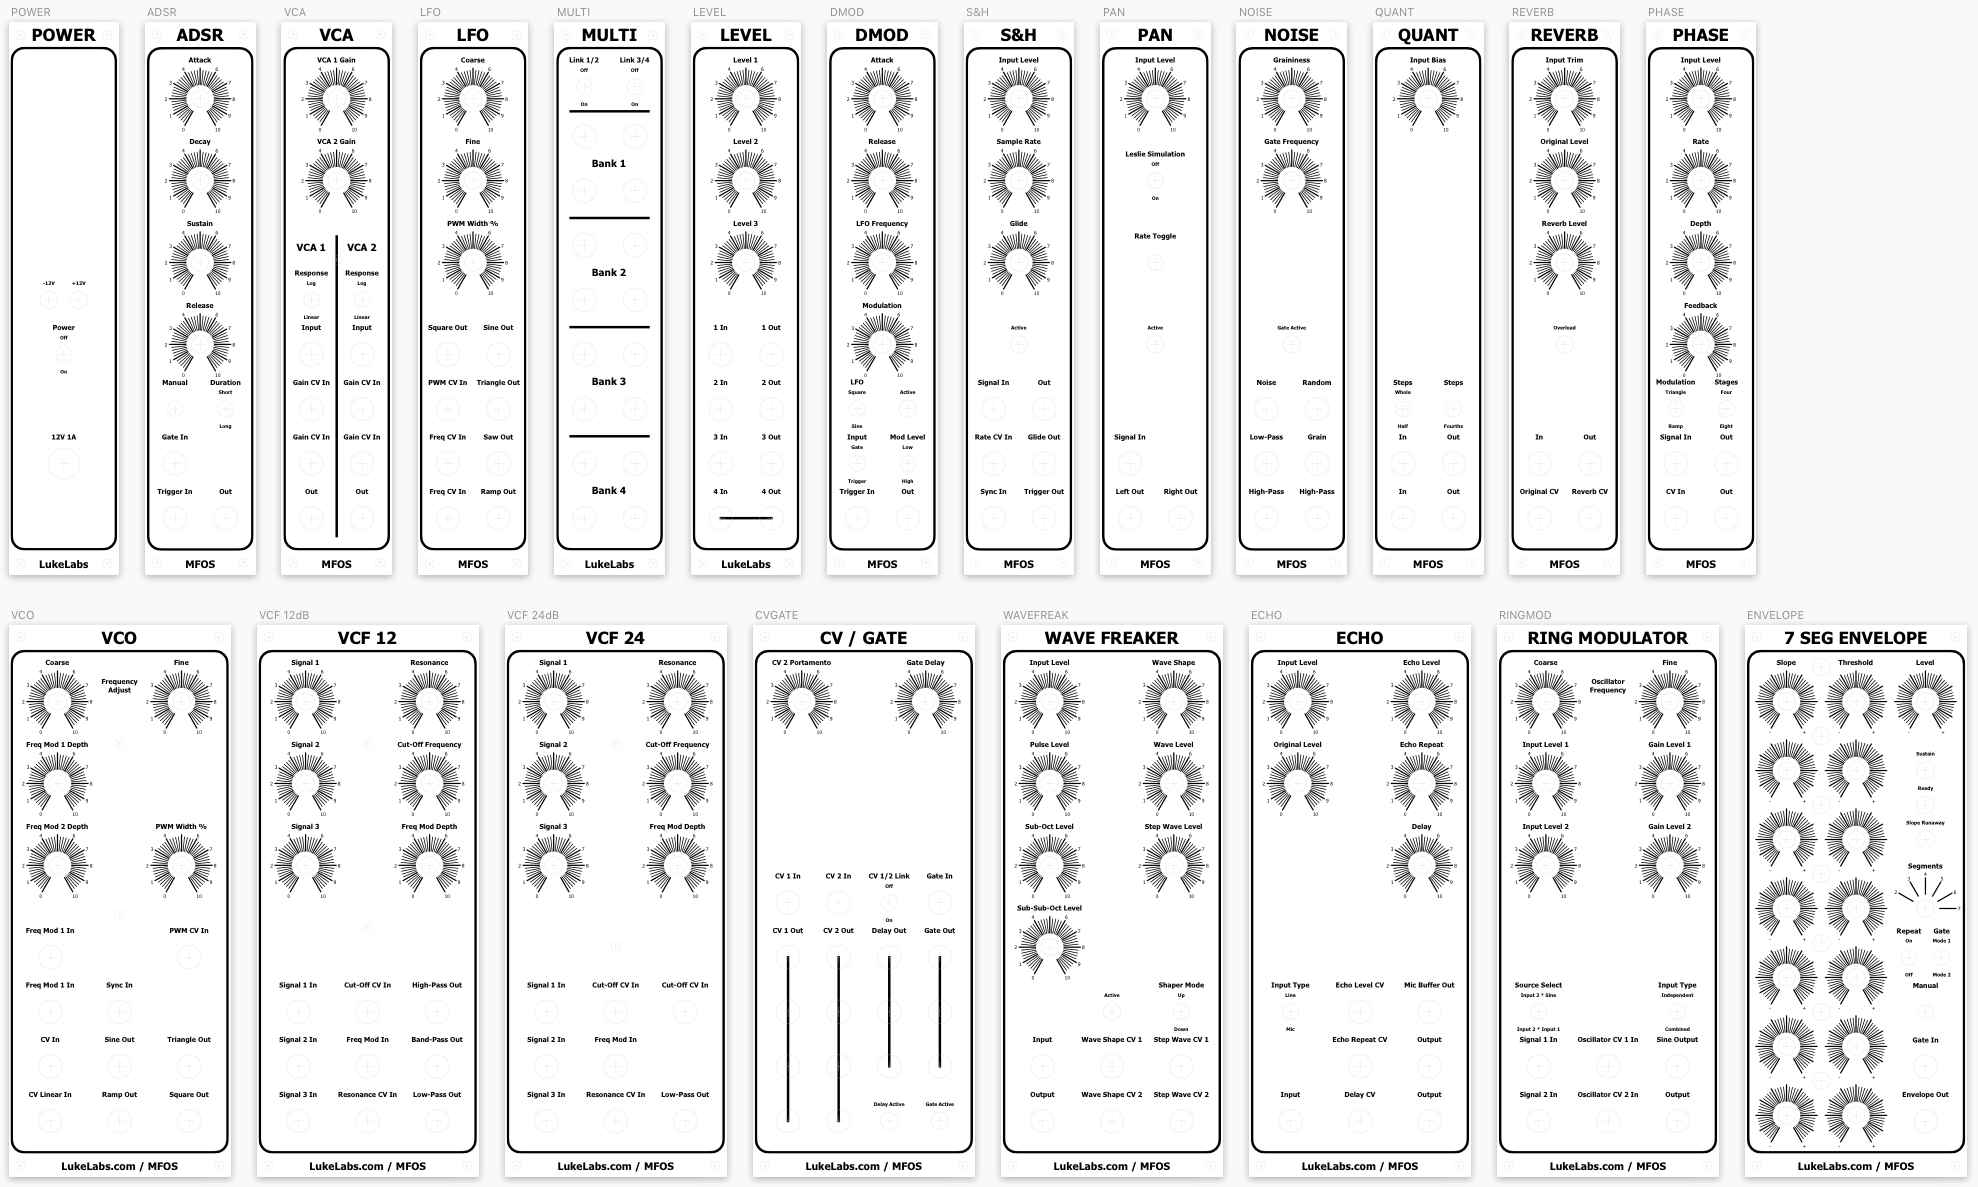 POWER ADSR VCA LFO MULTI LEVEL DMOD S&H PAN NOISE QUANT REVERB PHASE
POWER
-12V +12V
Power
Off
On
12V 1A
LukeLabs
ADSR
Attack
Decay
Sustain
Release
Manual Duration
Short
Long
Gate In
Trigger In Out
MFOS
VCA
VCA 1 Gain
VCA 2 Gain
VCA 1 VCA 2
Response Response
Log Log
Linear Linear
Input Input
Gain CV In Gain CV In
Gain CV In Gain CV In
Out Out
MFOS
LFO
Coarse
Fine
PWM Width %
Square Out Sine Out
PWM CV In Triangle Out
Freq CV In Saw Out
Freq CV In Ramp Out
MFOS
MULTI
Link 1/2 Link 3/4
Off Off
On On
Bank 1
Bank 2
Bank 3
Bank 4
LukeLabs
LEVEL
Level 1
Level 2
Level 3
1 In 1 Out
2 In 2 Out
3 In 3 Out
4 In 4 Out
LukeLabs
DMOD
Attack
Release
LFO Frequency
Modulation
LFO
Square Active
Sine
Input Mod Level
Gate Low
Trigger High
Trigger In Out
MFOS
S&H
Input Level
Sample Rate
Glide
Active
Signal In Out
Rate CV In Glide Out
Sync In Trigger Out
MFOS
PAN
Input Level
Leslie Simulation
Off
On
Rate Toggle
Active
Signal In
Left Out Right Out
MFOS
NOISE
Graininess
Gate Frequency
Gate Active
Noise Random
Low-Pass Grain
High-Pass High-Pass
MFOS
QUANT
Input Bias
Steps Steps
Whole
Half Fourths
In Out
In Out
MFOS
REVERB
Input Trim
Original Level
Reverb Level
Overload
In Out
Original CV Reverb CV
MFOS
PHASE
Input Level
Rate
Depth
Feedback
Modulation Stages
Triangle Four
Ramp Eight
Signal In Out
CV In Out
MFOS
VCO VCF 12dB VCF 24dB CVGATE WAVEFREAK ECHO RINGMOD ENVELOPE
VCO
Coarse Fine
Frequency
Adjust
Freq Mod 1 Depth
Freq Mod 2 Depth PWM Width %
Freq Mod 1 In PWM CV In
Freq Mod 1 In Sync In
CV In Sine Out Triangle Out
CV Linear In Ramp Out Square Out
LukeLabs.com / MFOS
VCF 12
Signal 1 Resonance
Signal 2 Cut-Off Frequency
Signal 3 Freq Mod Depth
Signal 1 In Cut-Off CV In High-Pass Out
Signal 2 In Freq Mod In Band-Pass Out
Signal 3 In Resonance CV In Low-Pass Out
LukeLabs.com / MFOS
VCF 24
Signal 1 Resonance
Signal 2 Cut-Off Frequency
Signal 3 Freq Mod Depth
Signal 1 In Cut-Off CV In Cut-Off CV In
Signal 2 In Freq Mod In
Signal 3 In Resonance CV In Low-Pass Out
LukeLabs.com / MFOS
CV / GATE
CV 2 Portamento Gate Delay
CV 1 In CV 2 In CV 1/2 Link Gate In
Off
On
CV 1 Out CV 2 Out Delay Out Gate Out
Delay Active Gate Active
LukeLabs.com / MFOS
WAVE FREAKER
Input Level Wave Shape
Pulse Level Wave Level
Sub-Oct Level Step Wave Level
Sub-Sub-Oct Level
Shaper Mode
Active Up
Down
Input Wave Shape CV 1 Step Wave CV 1
Output Wave Shape CV 2 Step Wave CV 2
LukeLabs.com / MFOS
ECHO
Input Level Echo Level
Original Level Echo Repeat
Delay
Input Type Echo Level CV Mic Buffer Out
Line
Mic
Echo Repeat CV Output
Input Delay CV Output
LukeLabs.com / MFOS
RING MODULATOR
Coarse Fine
Oscillator
Frequency
Input Level 1 Gain Level 1
Input Level 2 Gain Level 2
Source Select Input Type
Input 2 * Sine Independent
Input 2 * Input 1 Combined
Signal 1 In Oscillator CV 1 In Sine Output
Signal 2 In Oscillator CV 2 In Output
LukeLabs.com / MFOS
7 SEG ENVELOPE
Slope Threshold Level
Sustain
Ready
Slope Runaway
Segments
2 3 4 5 6 7
Repeat Gate
On Mode 1
Off Mode 2
Manual
Gate In
Envelope Out
LukeLabs.com / MFOS